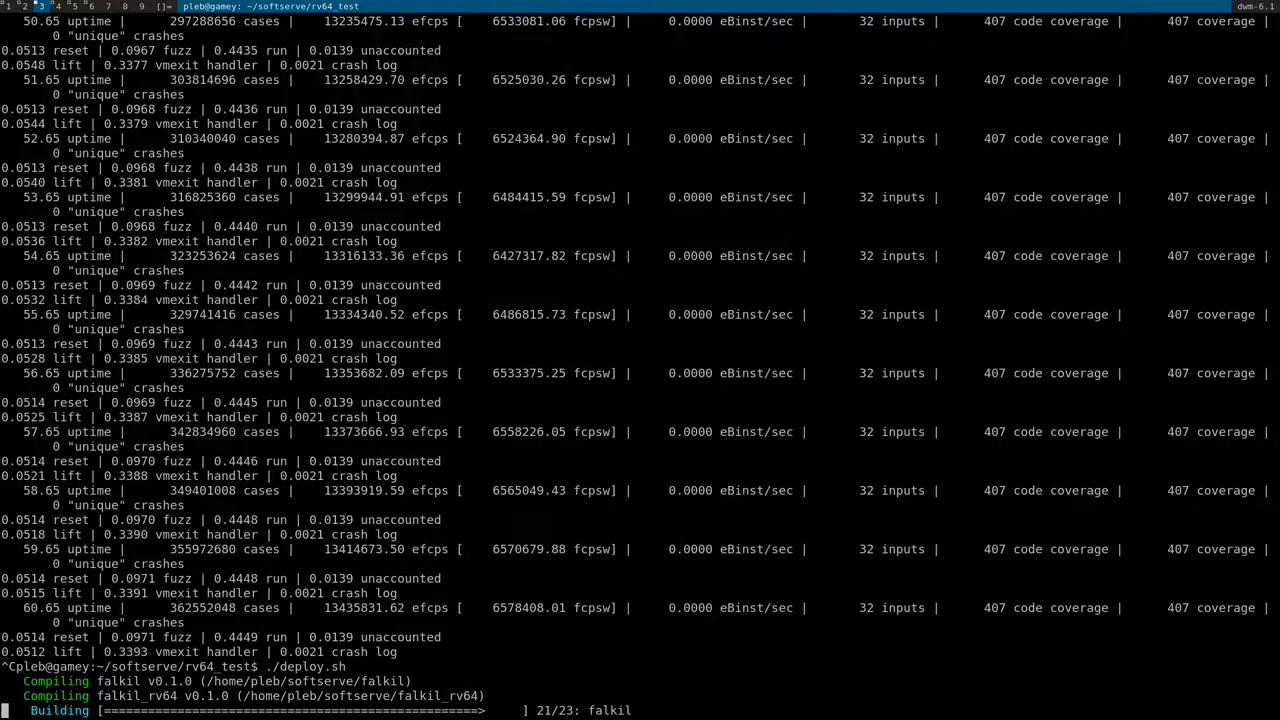 1 2 3 4 5 6 7 8 9 []= pleb@gamey: ~/softserve/rv64_test dwm-6.1
50.65 uptime | 297288656 cases | 13235475.13 efcps [ 6533081.06 fcpsw] | 0.0000 eBinst/sec | 32 inputs | 407 code coverage | 407 coverage |
0 "unique" crashes
0.0513 reset | 0.0967 fuzz | 0.4435 run | 0.0139 unaccounted
0.0548 lift | 0.3377 vmexit handler | 0.0021 crash log
51.65 uptime | 303814696 cases | 13258429.70 efcps [ 6525030.26 fcpsw] | 0.0000 eBinst/sec | 32 inputs | 407 code coverage | 407 coverage |
0 "unique" crashes
0.0513 reset | 0.0968 fuzz | 0.4436 run | 0.0139 unaccounted
0.0544 lift | 0.3379 vmexit handler | 0.0021 crash log
52.65 uptime | 310340040 cases | 13280394.87 efcps [ 6524364.90 fcpsw] | 0.0000 eBinst/sec | 32 inputs | 407 code coverage | 407 coverage |
0 "unique" crashes
0.0513 reset | 0.0968 fuzz | 0.4438 run | 0.0139 unaccounted
0.0540 lift | 0.3381 vmexit handler | 0.0021 crash log
53.65 uptime | 316825360 cases | 13299944.91 efcps [ 6484415.59 fcpsw] | 0.0000 eBinst/sec | 32 inputs | 407 code coverage | 407 coverage |
0 "unique" crashes
0.0513 reset | 0.0968 fuzz | 0.4440 run | 0.0139 unaccounted
0.0536 lift | 0.3382 vmexit handler | 0.0021 crash log
54.65 uptime | 323253624 cases | 13316133.36 efcps [ 6427317.82 fcpsw] | 0.0000 eBinst/sec | 32 inputs | 407 code coverage | 407 coverage |
0 "unique" crashes
0.0513 reset | 0.0969 fuzz | 0.4442 run | 0.0139 unaccounted
0.0532 lift | 0.3384 vmexit handler | 0.0021 crash log
55.65 uptime | 329741416 cases | 13334340.52 efcps [ 6486815.73 fcpsw] | 0.0000 eBinst/sec | 32 inputs | 407 code coverage | 407 coverage |
0 "unique" crashes
0.0513 reset | 0.0969 fuzz | 0.4443 run | 0.0139 unaccounted
0.0528 lift | 0.3385 vmexit handler | 0.0021 crash log
56.65 uptime | 336275752 cases | 13353682.09 efcps [ 6533375.25 fcpsw] | 0.0000 eBinst/sec | 32 inputs | 407 code coverage | 407 coverage |
0 "unique" crashes
0.0514 reset | 0.0969 fuzz | 0.4445 run | 0.0139 unaccounted
0.0525 lift | 0.3387 vmexit handler | 0.0021 crash log
57.65 uptime | 342834960 cases | 13373666.93 efcps [ 6558226.05 fcpsw] | 0.0000 eBinst/sec | 32 inputs | 407 code coverage | 407 coverage |
0 "unique" crashes
0.0514 reset | 0.0970 fuzz | 0.4446 run | 0.0139 unaccounted
0.0521 lift | 0.3388 vmexit handler | 0.0021 crash log
58.65 uptime | 349401008 cases | 13393919.59 efcps [ 6565049.43 fcpsw] | 0.0000 eBinst/sec | 32 inputs | 407 code coverage | 407 coverage |
0 "unique" crashes
0.0514 reset | 0.0970 fuzz | 0.4448 run | 0.0139 unaccounted
0.0518 lift | 0.3390 vmexit handler | 0.0021 crash log
59.65 uptime | 355972680 cases | 13414673.50 efcps [ 6570679.88 fcpsw] | 0.0000 eBinst/sec | 32 inputs | 407 code coverage | 407 coverage |
0 "unique" crashes
0.0514 reset | 0.0971 fuzz | 0.4448 run | 0.0139 unaccounted
0.0515 lift | 0.3391 vmexit handler | 0.0021 crash log
60.65 uptime | 362552048 cases | 13435831.62 efcps [ 6578408.01 fcpsw] | 0.0000 eBinst/sec | 32 inputs | 407 code coverage | 407 coverage |
0 "unique" crashes
0.0514 reset | 0.0971 fuzz | 0.4449 run | 0.0139 unaccounted
0.0512 lift | 0.3393 vmexit handler | 0.0021 crash log
^Cpleb@gamey:~/softserve/rv64_test$ ./deploy.sh
Compiling falkil v0.1.0 (/home/pleb/softserve/falkil)
Compiling falkil_rv64 v0.1.0 (/home/pleb/softserve/falkil_rv64)
Building [===================================================> ] 21/23: falkil